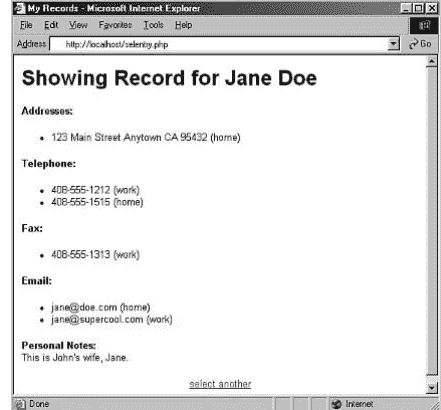 My Records - Microsoft Internet Explorer
File Edit View Favorites Tools Help
Address http://localhost/selentry.php Go
Showing Record for Jane Doe
Addresses:
• 123 Main Street Anytown CA 95432 (home)
Telephone:
• 408-555-1212 (work)
• 408-555-1515 (home)
Fax:
• 408-555-1313 (work)
Email:
• jane@doe.com (home)
• jane@supercool.com (work)
Personal Notes:
This is John's wife, Jane.
select another
Done Internet